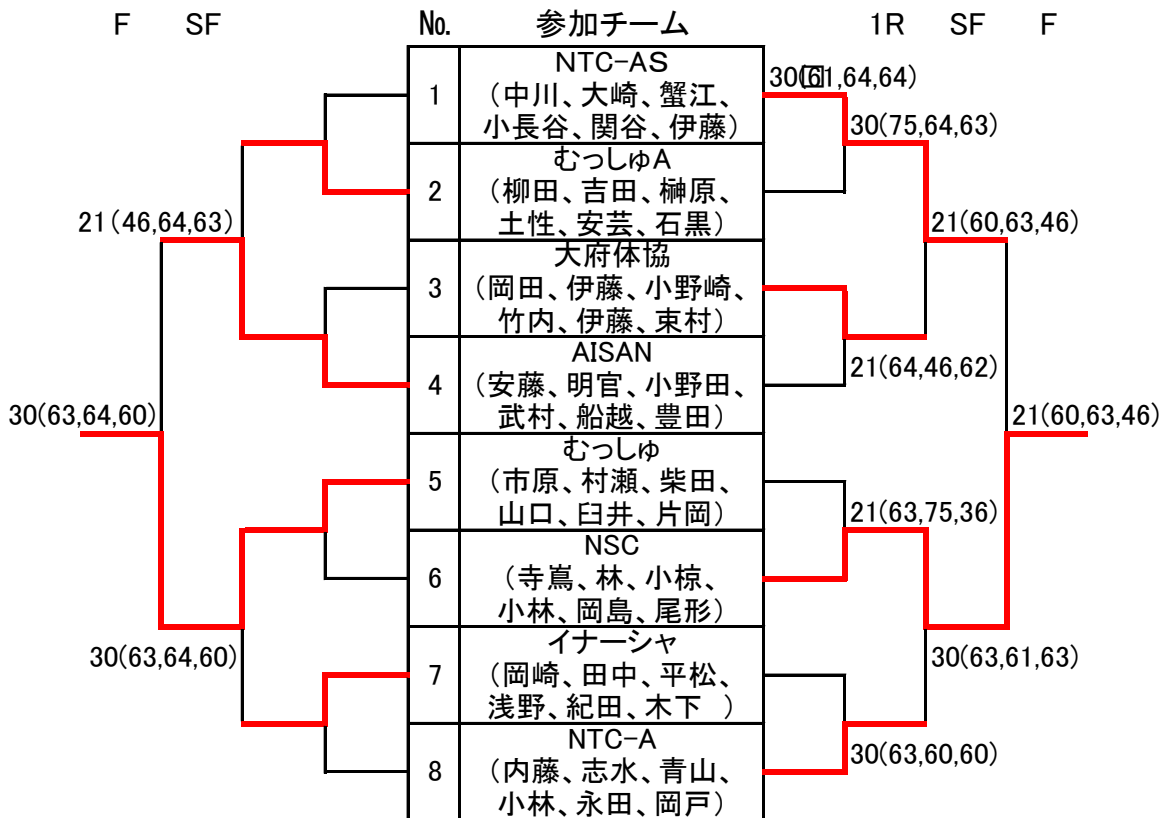 F SF No. 参加チーム 1R SF F
NTC-AS
1
(中川、大崎、蟹江、
小長谷、関谷、伊藤)
30(61,64,64)
30(75,64,63)
むっしゅA
2
(柳田、吉田、榊原、
土性、安芸、石黒)
21(46,64,63)
21(60,63,46)
大府体協
3
(岡田、伊藤、小野崎、
竹内、伊藤、束村)
AISAN
4
(安藤、明官、小野田、
武村、船越、豊田)
21(64,46,62)
30(63,64,60)
21(60,63,46)
むっしゅ
5
(市原、村瀬、柴田、
山口、臼井、片岡)
21(63,75,36)
NSC
6
(寺嶌、林、小椋、
小林、岡島、尾形)
イナーシャ
7
(岡崎、田中、平松、
浅野、紀田、木下 )
30(63,64,60)
30(63,61,63)
NTC-A
8
(内藤、志水、青山、
小林、永田、岡戸)
30(63,60,60)